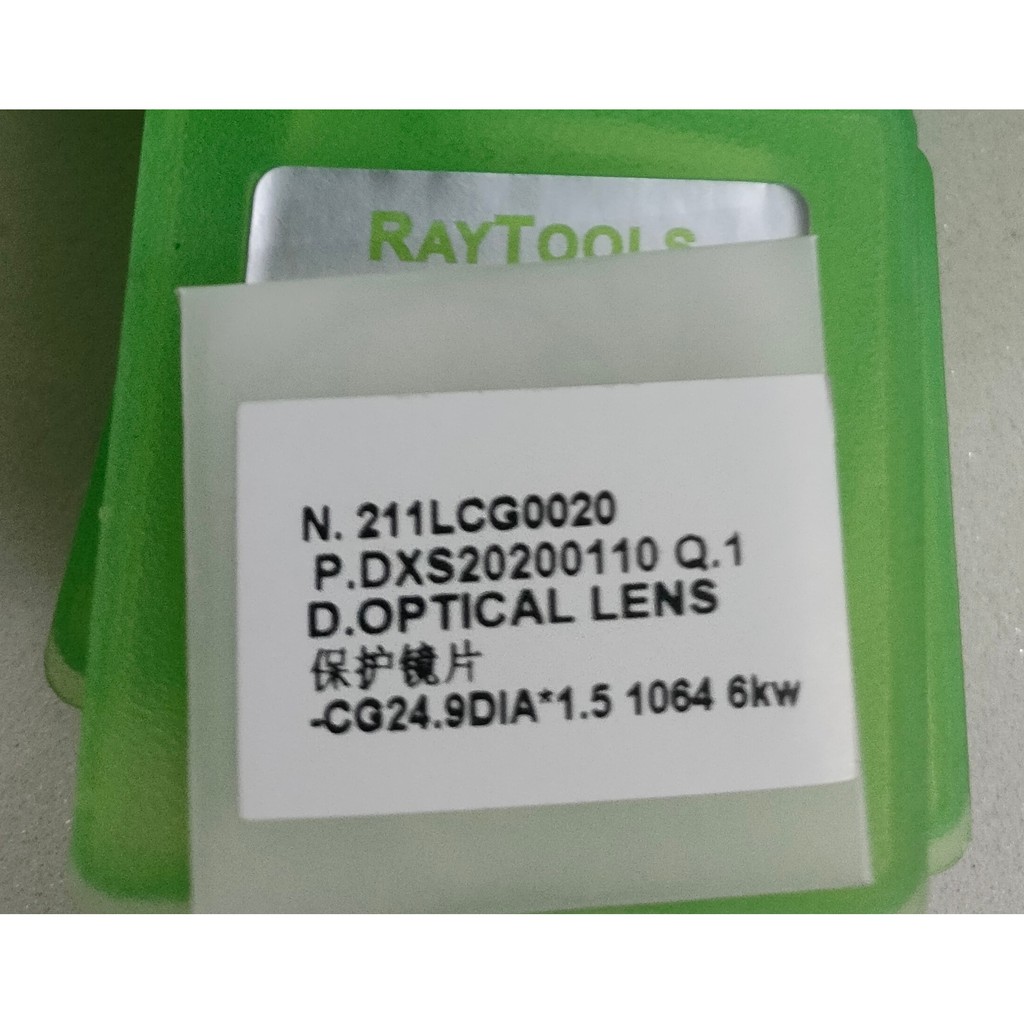 RAYTOOLS
N. 211LCG0020
P.DXS20200110 Q.1
D.OPTICAL LENS
保护镜片
-CG24.9DIA*1.5 1064 6kw